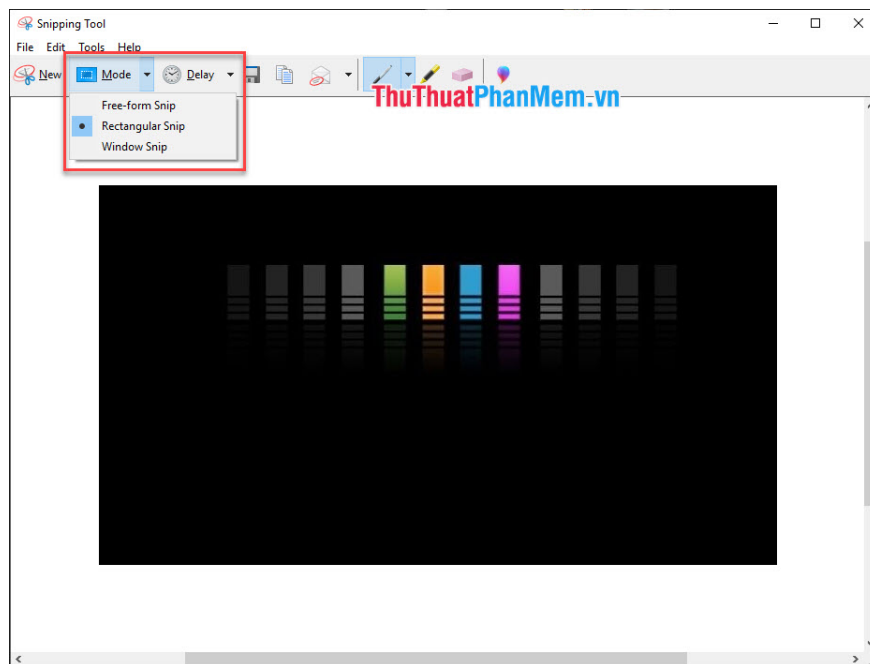 Snipping Tool
File Edit Tools Help
New Mode Delay
ThuThuatPhanMem.vn
Free-form Snip
Rectangular Snip
Window Snip